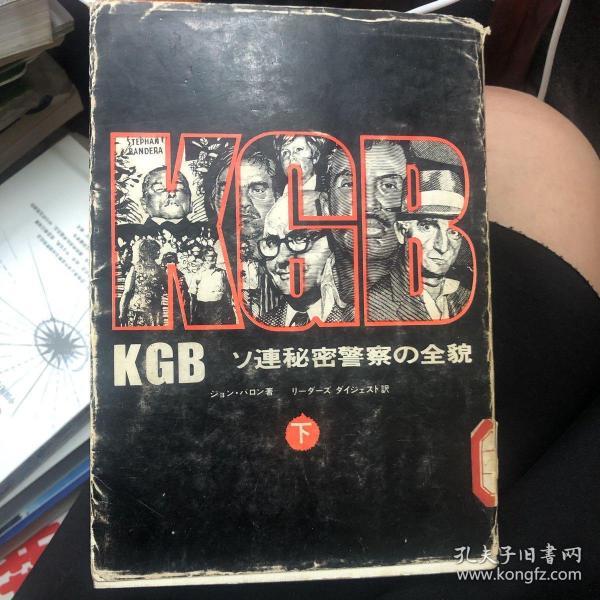 STEPHAN
BANDERA
KGB
KGB ソ連秘密警察の全貌
ジョン・バロン著 リーダーズ ダイジェスト訳
下
孔夫子旧书网
www.kongfz.com